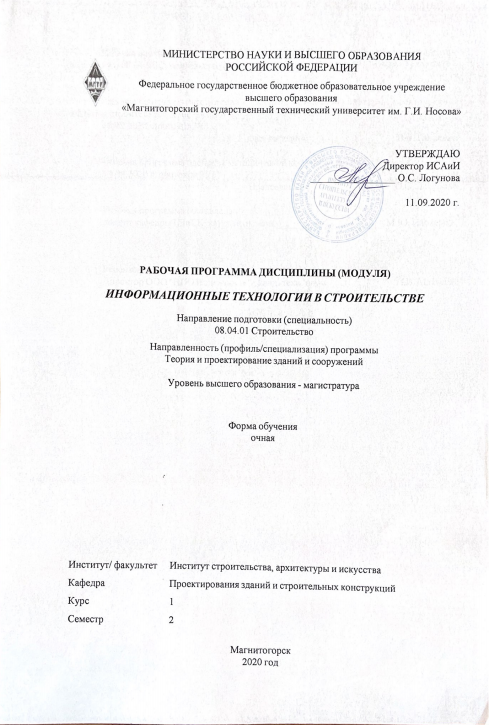 МИНИСТЕРСТВО НАУКИ И ВЫСШЕГО ОБРАЗОВАНИЯ
РОССИЙСКОЙ ФЕДЕРАЦИИ
Федеральное государственное бюджетное образовательное учреждение
высшего образования
«Магнитогорский государственный технический университет им. Г.И. Носова»
УТВЕРЖДАЮ
Директор ИСАиИ
О.С. Логунова
11.09.2020 г.
РАБОЧАЯ ПРОГРАММА ДИСЦИПЛИНЫ (МОДУЛЯ)
ИНФОРМАЦИОННЫЕ ТЕХНОЛОГИИ В СТРОИТЕЛЬСТВЕ
Направление подготовки (специальность)
08.04.01 Строительство
Направленность (профиль/специализация) программы
Теория и проектирование зданий и сооружений
Уровень высшего образования - магистратура
Форма обучения
очная
Институт/ факультет Институт строительства, архитектуры и искусства
Кафедра Проектирования зданий и строительных конструкций
Курс 1
Семестр 2
Магнитогорск
2020 год